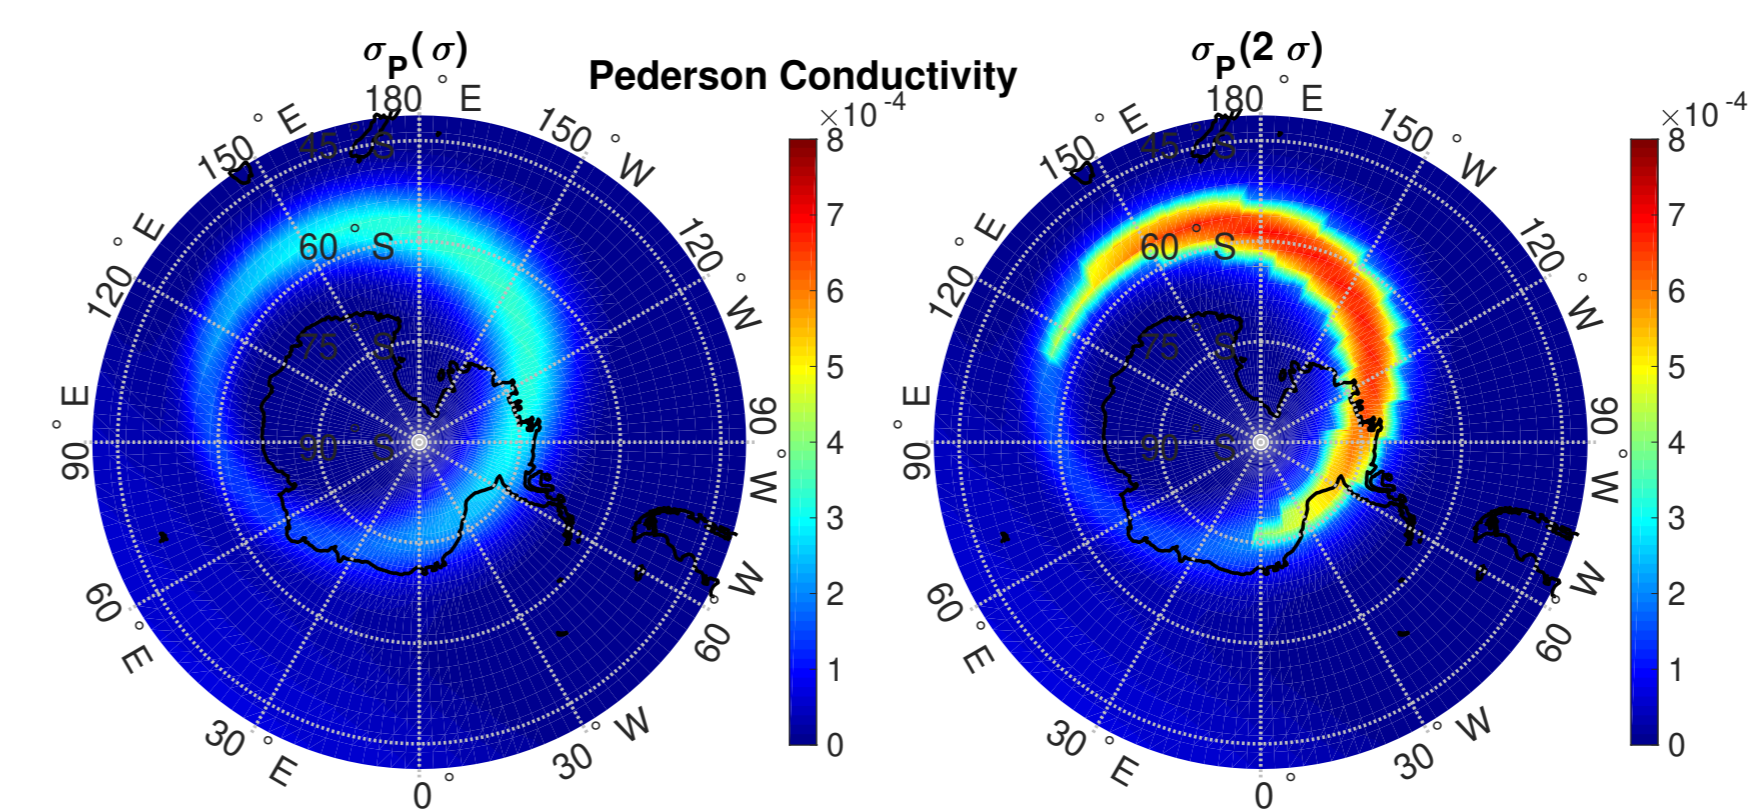 σP( σ)
Pederson Conductivity
σP(2 σ)
180 ° E
150 ° W
120 ° W
90 ° W
60 ° W
30 ° W
0 °
30 ° E
60 ° E
90 ° E
120 ° E
150 ° E
45 ° S
60 ° S
75 ° S
90 ° S
×10 -4
8
7
6
5
4
3
2
1
0
180 ° E
150 ° W
120 ° W
90 ° W
60 ° W
30 ° W
0 °
30 ° E
60 ° E
90 ° E
120 ° E
150 ° E
45 ° S
60 ° S
75 ° S
90 ° S
×10 -4
8
7
6
5
4
3
2
1
0